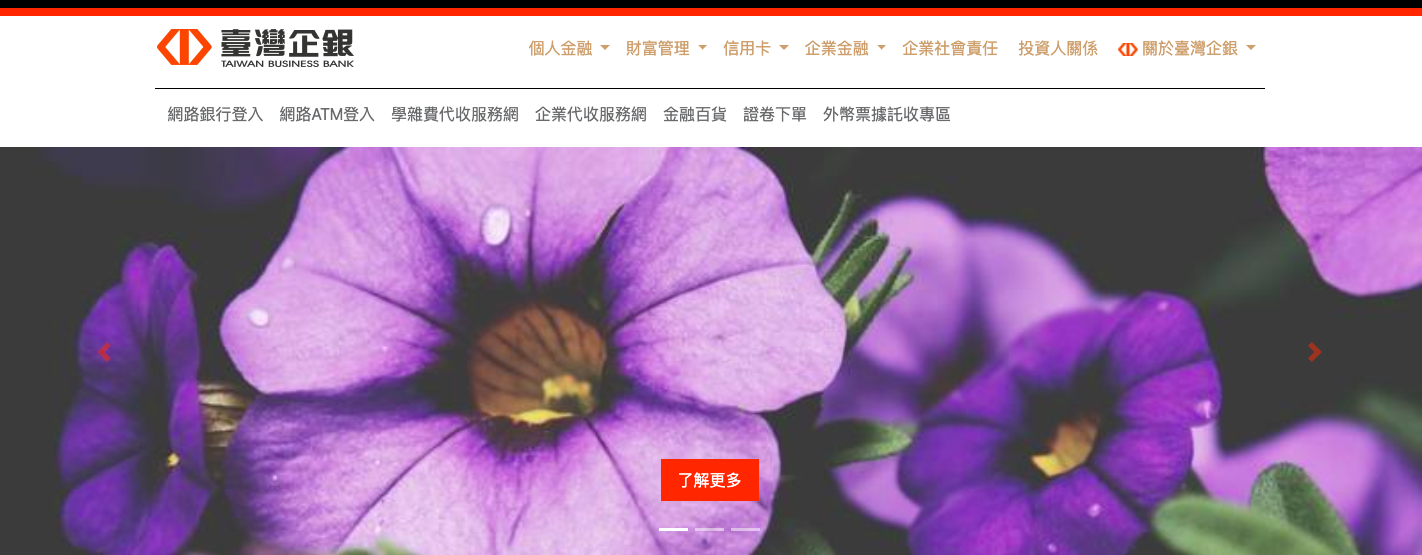 臺灣企銀
TAIWAN BUSINESS BANK
個人金融 財富管理 信用卡 企業金融 企業社會責任 投資人關係 關於臺灣企銀
網路銀行登入 網路ATM登入 學雜費代收服務網 企業代收服務網 金融百貨 證卷下單 外幣票據託收專區
了解更多